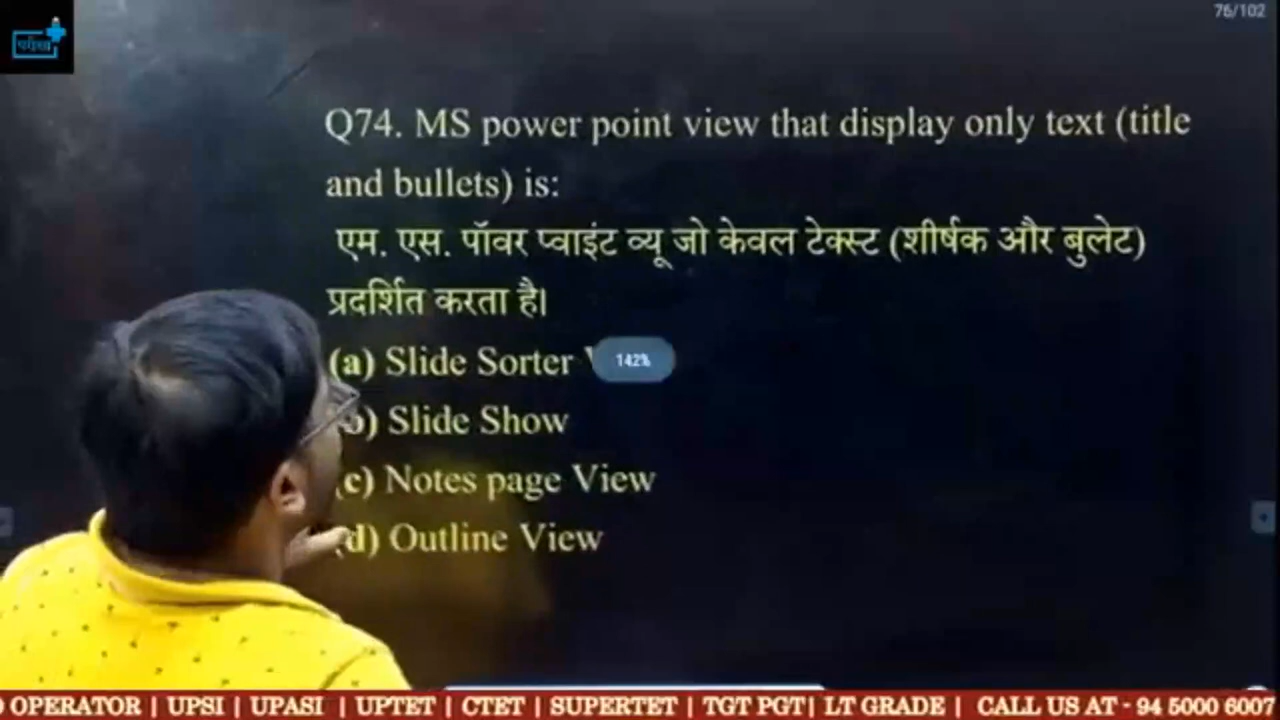 76/102
परीक्षा
Q74. MS power point view that display only text (title
and bullets) is:
एम. एस. पॉवर प्वाइंट व्यू जो केवल टेक्स्ट (शीर्षक और बुलेट)
प्रदर्शित करता है।
(a) Slide Sorter
142%
b) Slide Show
(c) Notes page View
(d) Outline View
OPERATOR | UPSI | UPASI | UPTET | CTET | SUPERTET | TGT PGT | LT GRADE | CALL US AT - 94 5000 6007